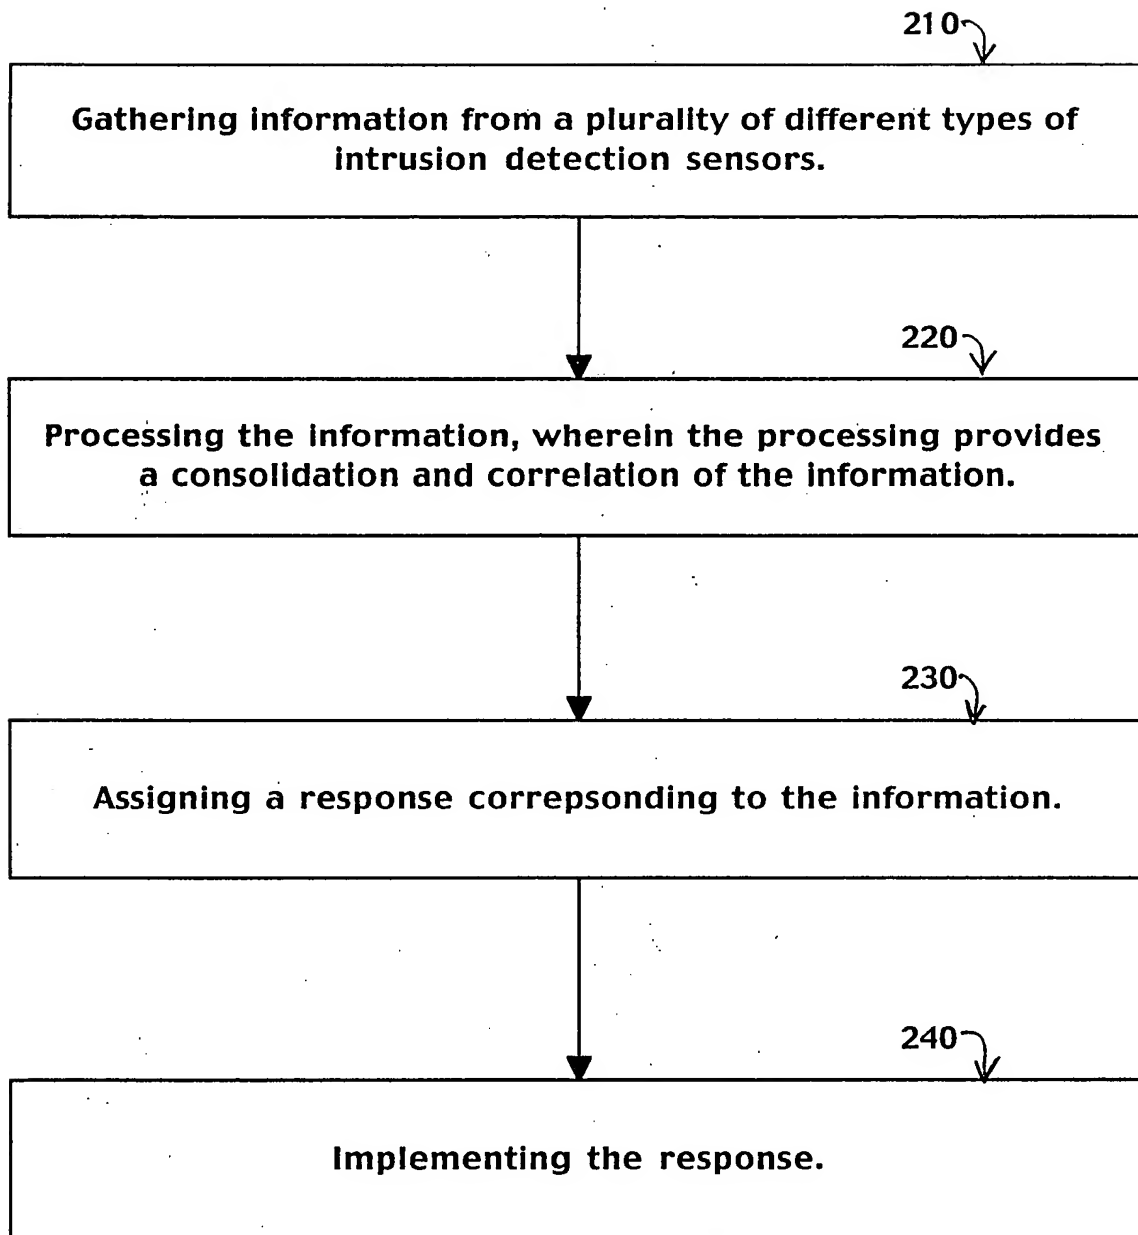 210
Gathering information from a plurality of different types of
intrusion detection sensors.
220
Processing the information, wherein the processing provides
a consolidation and correlation of the information.
230
Assigning a response correpsonding to the information.
240
Implementing the response.